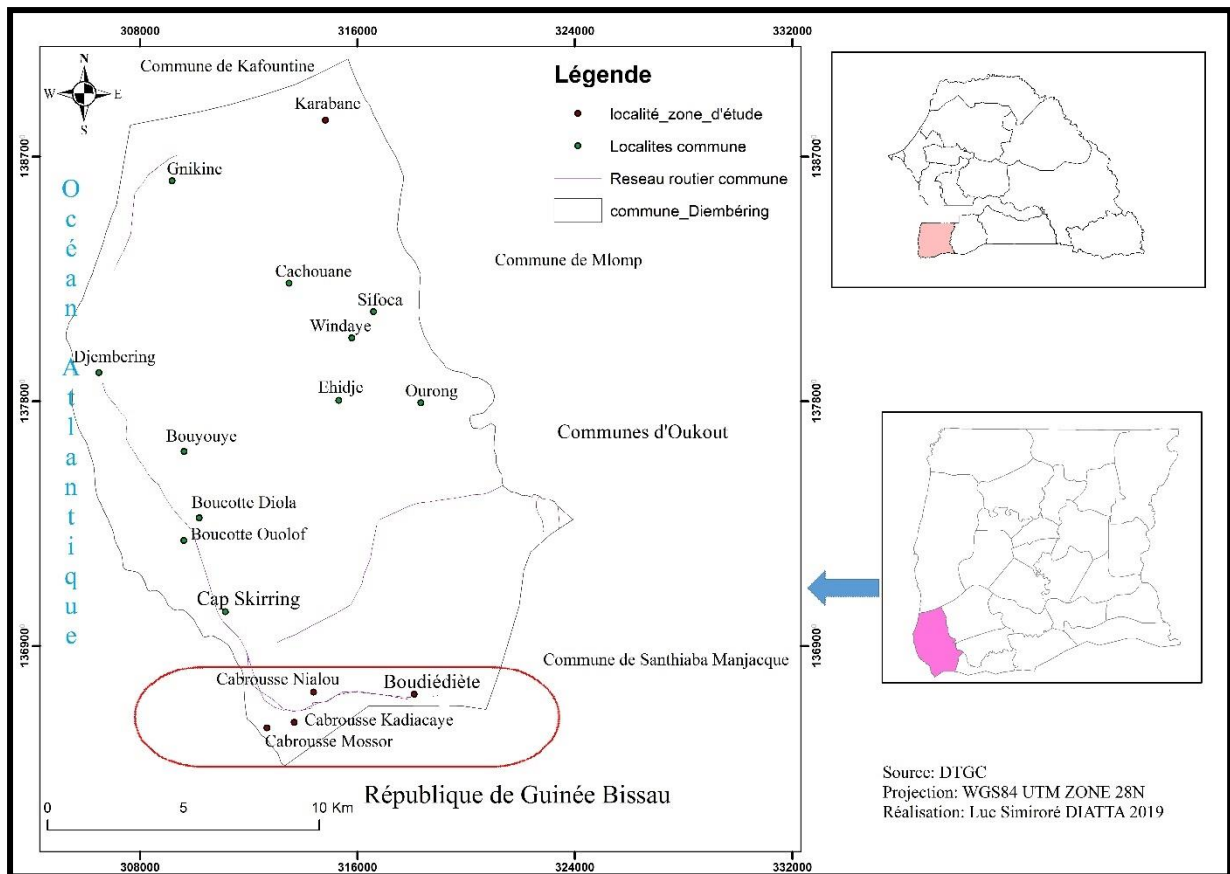 308000 316000 324000 332000
Commune de Kafountine
N
W E
S
Légende
Karabane
localité_zone_d'étude
Localites commune
Reseau routier commune
commune_Diembéring
138700
Gnikine
Océan Atlantique
Commune de Mlomp
Cachouane
Sifoca
Windaye
Djembering
Ehidje
Ourong
137800
Bouyouye
Communes d'Oukout
Boucotte Diola
Boucotte Ouolof
Cap Skirring
136900
Commune de Santhiaba Manjacque
Cabrousse Nialou
Boudiédiète
Cabrousse Kadiacaye
Cabrousse Mossor
République de Guinée Bissau
0 5 10 Km
308000 316000 324000 332000
138700
137800
136900
Source: DTGC
Projection: WGS84 UTM ZONE 28N
Réalisation: Luc Simiroré DIATTA 2019